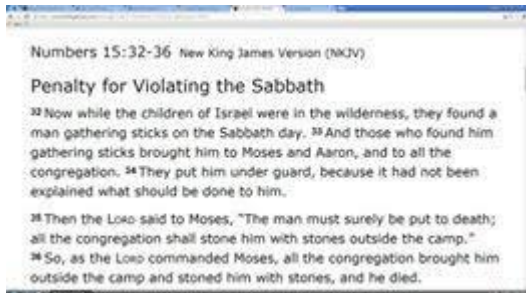 Numbers 15:32-36 New King James Version (NKJV)
Penalty for Violating the Sabbath
32 Now while the children of Israel were in the wilderness, they found a
man gathering sticks on the Sabbath day. 33 And those who found him
gathering sticks brought him to Moses and Aaron, and to all the
congregation. 34 They put him under guard, because it had not been
explained what should be done to him.
35 Then the LORD said to Moses, “The man must surely be put to death;
all the congregation shall stone him with stones outside the camp.”
36 So, as the LORD commanded Moses, all the congregation brought him
outside the camp and stoned him with stones, and he died.